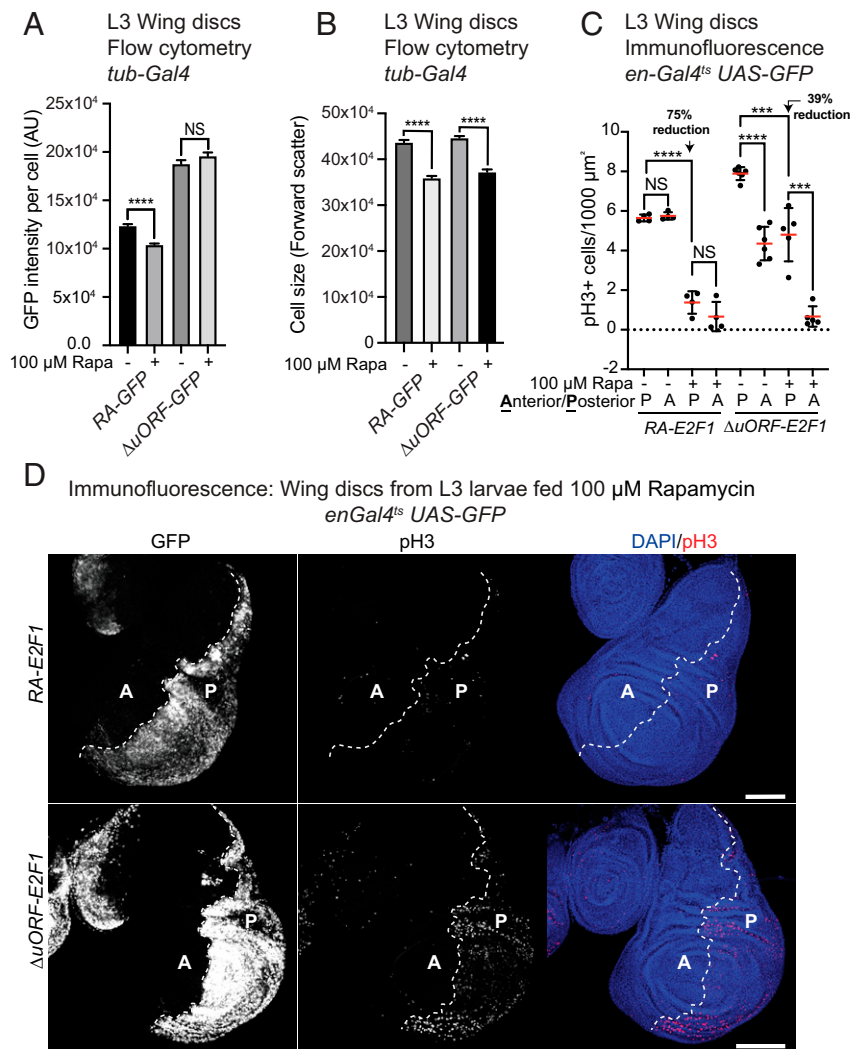 A
L3 Wing discs
Flow cytometry
tub-Gal4
GFP intensity per cell (AU)
25x10⁴
20x10⁴
15x10⁴
10x10⁴
5x10⁴
0.0
****
NS
100 µM Rapa - + - +
RA-GFP
ΔuORF-GFP
B
L3 Wing discs
Flow cytometry
tub-Gal4
Cell size (Forward scatter)
50x10⁴
40x10⁴
30x10⁴
20x10⁴
10x10⁴
0
****
****
100 µM Rapa - + - +
RA-GFP
ΔuORF-GFP
C
L3 Wing discs
Immunofluorescence
en-Gal4ᵗˢ UAS-GFP
pH3+ cells/1000 µm²
10
8
6
4
2
0
-2
75%
reduction
39%
reduction
****
NS
NS
***
****
***
100 µM Rapa - - + + - - + +
Anterior/Posterior P A P A P A P A
RA-E2F1 ΔuORF-E2F1
D
Immunofluorescence: Wing discs from L3 larvae fed 100 µM Rapamycin
enGal4ᵗˢ UAS-GFP
GFP pH3 DAPI/pH3
RA-E2F1
A P
A P
A P
ΔuORF-E2F1
A P
A P
A P